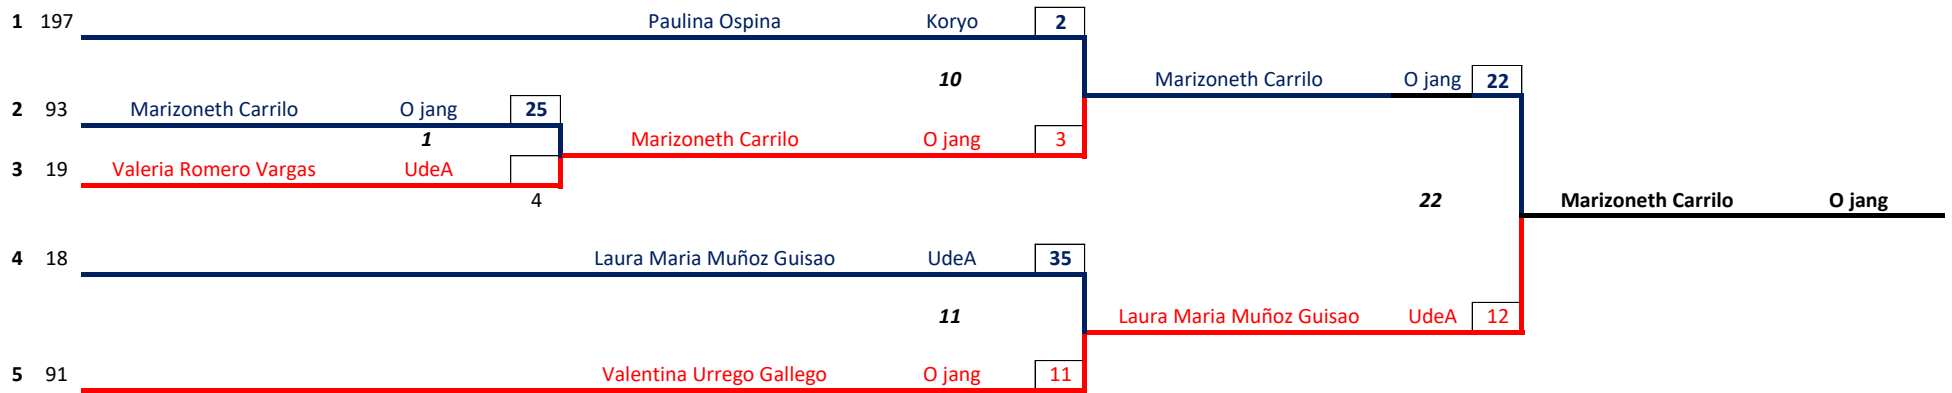 1 197 Paulina Ospina Koryo 2
10 Marizoneth Carrilo O jang 22
2 93 Marizoneth Carrilo O jang 25
1 Marizoneth Carrilo O jang 3
3 19 Valeria Romero Vargas UdeA
4 22 Marizoneth Carrilo O jang
4 18 Laura Maria Muñoz Guisao UdeA 35
11 Laura Maria Muñoz Guisao UdeA 12
5 91 Valentina Urrego Gallego O jang 11